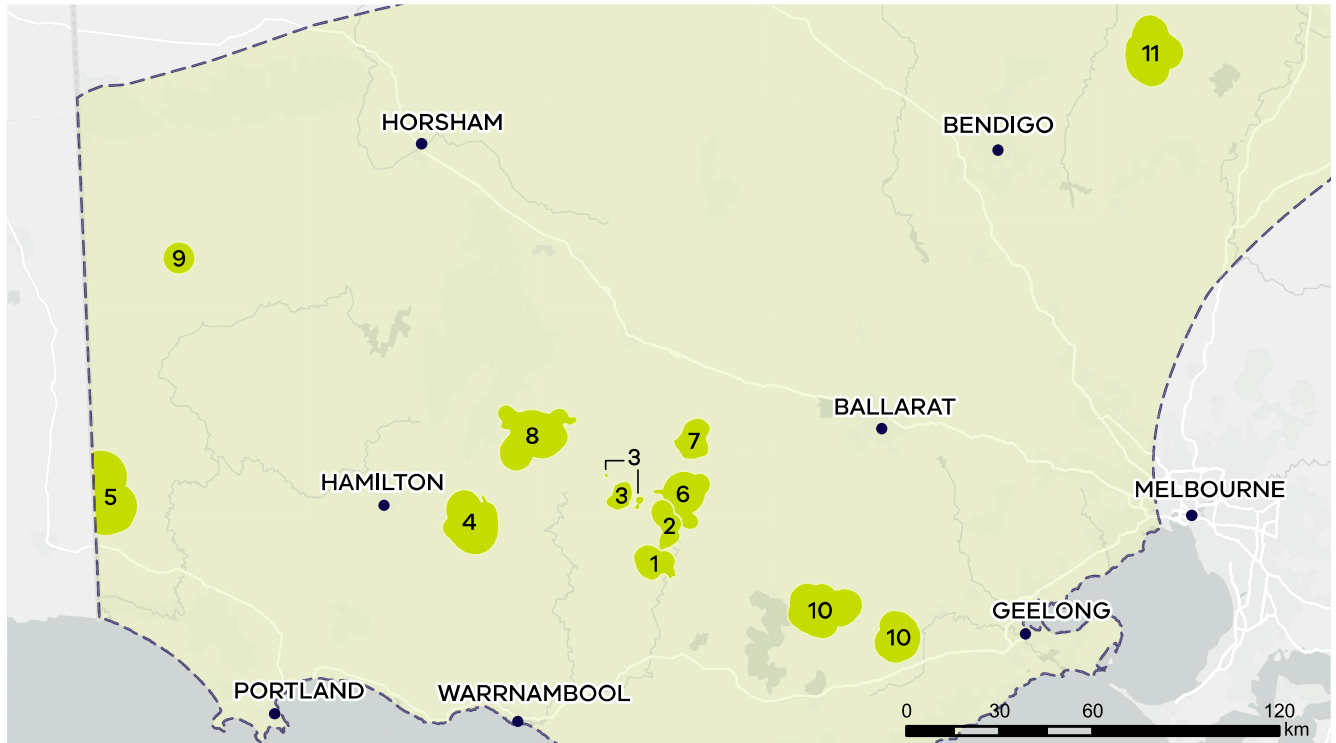 11
HORSHAM
BENDIGO
9
BALLARAT
8
7
3
HAMILTON
3
6
5
4
2
MELBOURNE
1
10
GEELONG
10
PORTLAND
WARRNAMBOOL
0 30 60 120
km